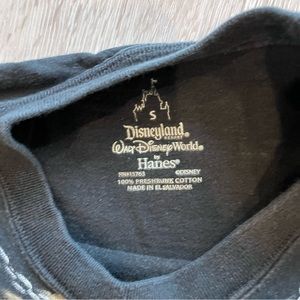 S
Disneyland
RESORT
Walt Disney World®
by
Hanes®
RN#15763 ©DISNEY
100% PRESHRUNK COTTON
MADE IN EL SALVADOR